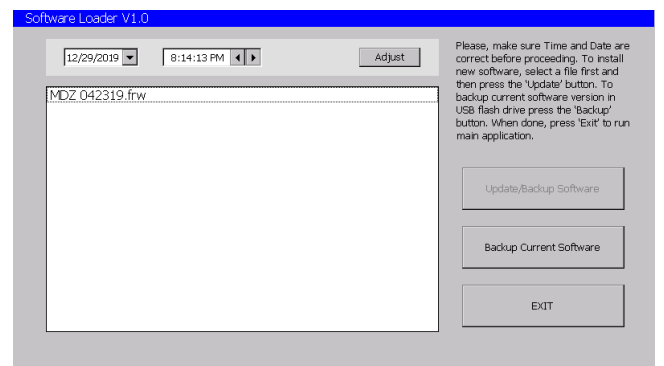 Software Loader V1.0
12/29/2019
8:14:13 PM
Adjust
Please, make sure Time and Date are
correct before proceeding. To install
new software, select a file first and
then press the 'Update' button. To
backup current software version in
USB flash drive press the 'Backup'
button. When done, press 'Exit' to run
main application.
MDZ 042319.frw
Update/Backup Software
Backup Current Software
EXIT